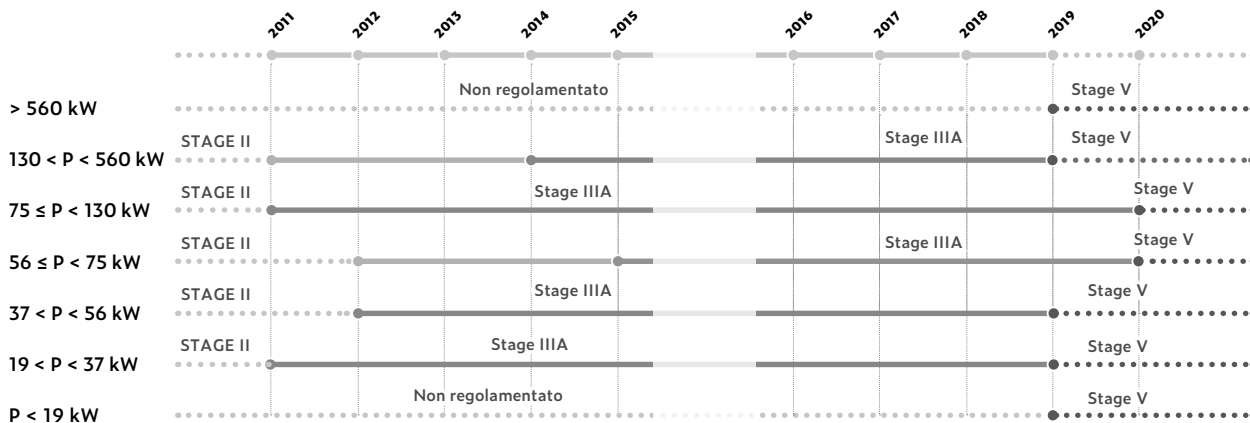 2011 2012 2013 2014 2015 2016 2017 2018 2019 2020
Non regolamentato Stage V
> 560 kW
STAGE II Stage IIIA Stage V
130 < P < 560 kW
STAGE II Stage IIIA Stage V
75 ≤ P < 130 kW
STAGE II Stage IIIA Stage V
56 ≤ P < 75 kW
STAGE II Stage IIIA Stage V
37 < P < 56 kW
STAGE II Stage IIIA Stage V
19 < P < 37 kW
Non regolamentato Stage V
P < 19 kW